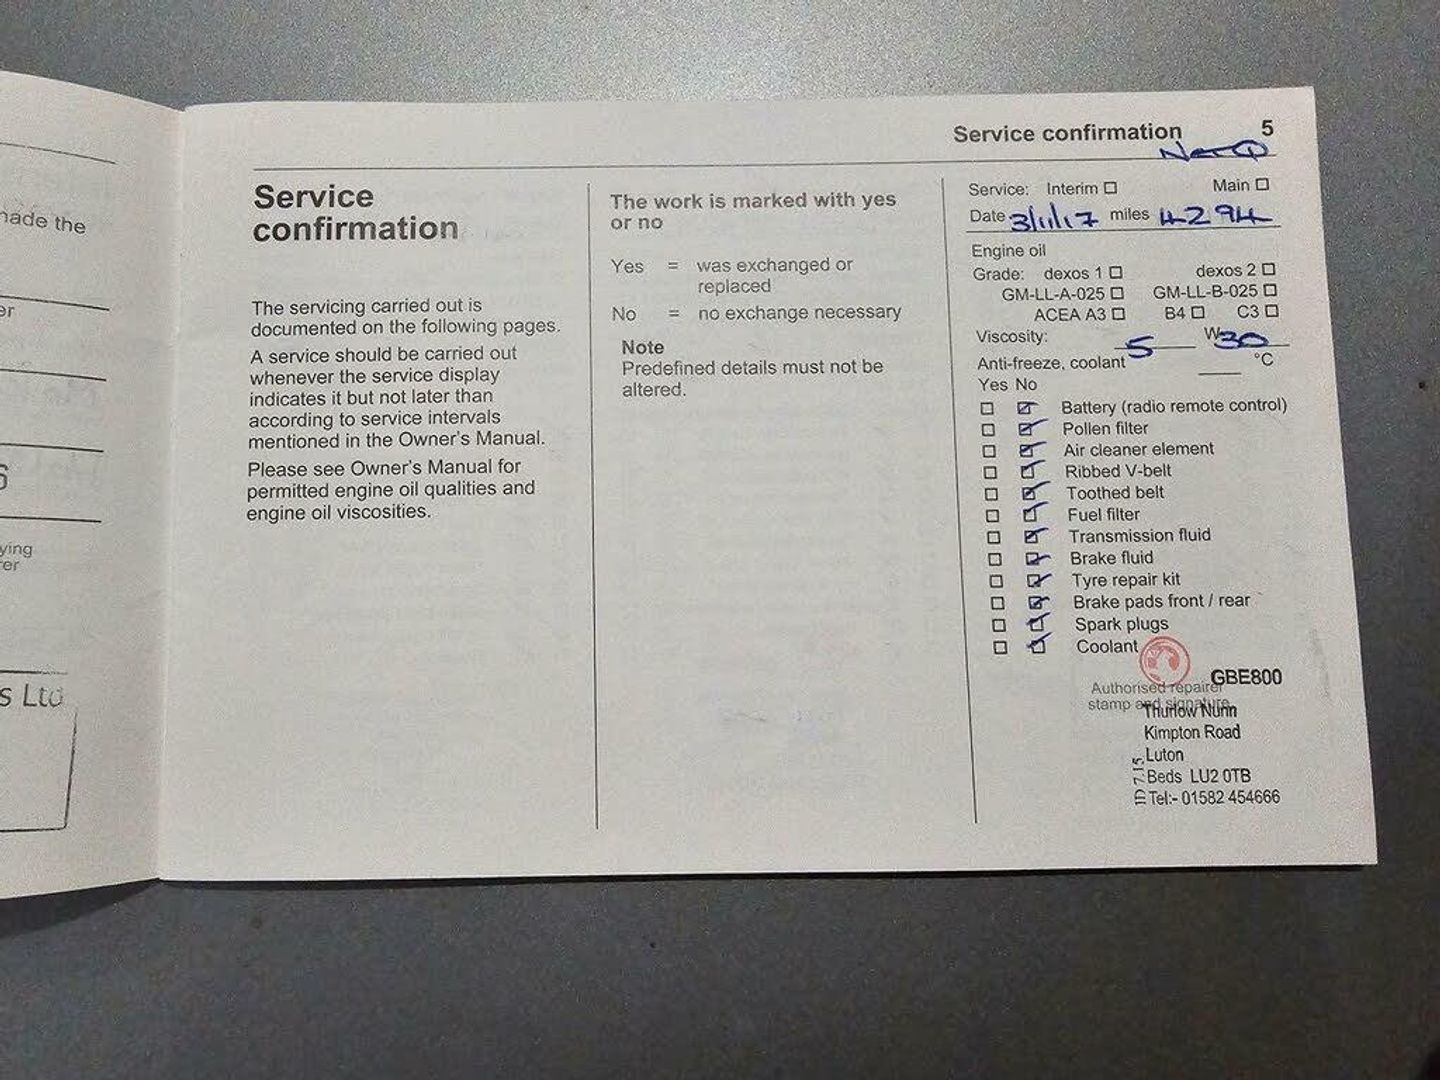 nade the
er
6
ying
rer
s Ltd
Service confirmation 5
Service
confirmation
The servicing carried out is
documented on the following pages.
A service should be carried out
whenever the service display
indicates it but not later than
according to service intervals
mentioned in the Owner's Manual.
Please see Owner's Manual for
permitted engine oil qualities and
engine oil viscosities.
The work is marked with yes
or no
Yes = was exchanged or
replaced
No = no exchange necessary
Note
Predefined details must not be
altered.
Service: Interim ☐ Main ☐
Date 3/11/17 miles 4294
Engine oil
Grade: dexos 1 ☐ dexos 2 ☐
GM-LL-A-025 ☐ GM-LL-B-025 ☐
ACEA A3 ☐ B4 ☐ C3 ☐
Viscosity: 5 W 30
Anti-freeze, coolant ____ °C
Yes No
☐ ☑ Battery (radio remote control)
☐ ☑ Pollen filter
☐ ☑ Air cleaner element
☐ ☑ Ribbed V-belt
☐ ☑ Toothed belt
☐ ☑ Fuel filter
☐ ☑ Transmission fluid
☐ ☑ Brake fluid
☐ ☑ Tyre repair kit
☐ ☑ Brake pads front / rear
☐ ☑ Spark plugs
☐ ☑ Coolant
GBE800
Authorised repairer
stamp and signature
Thurlow Nunn
Kimpton Road
Luton
Beds LU2 0TB
Tel:- 01582 454666